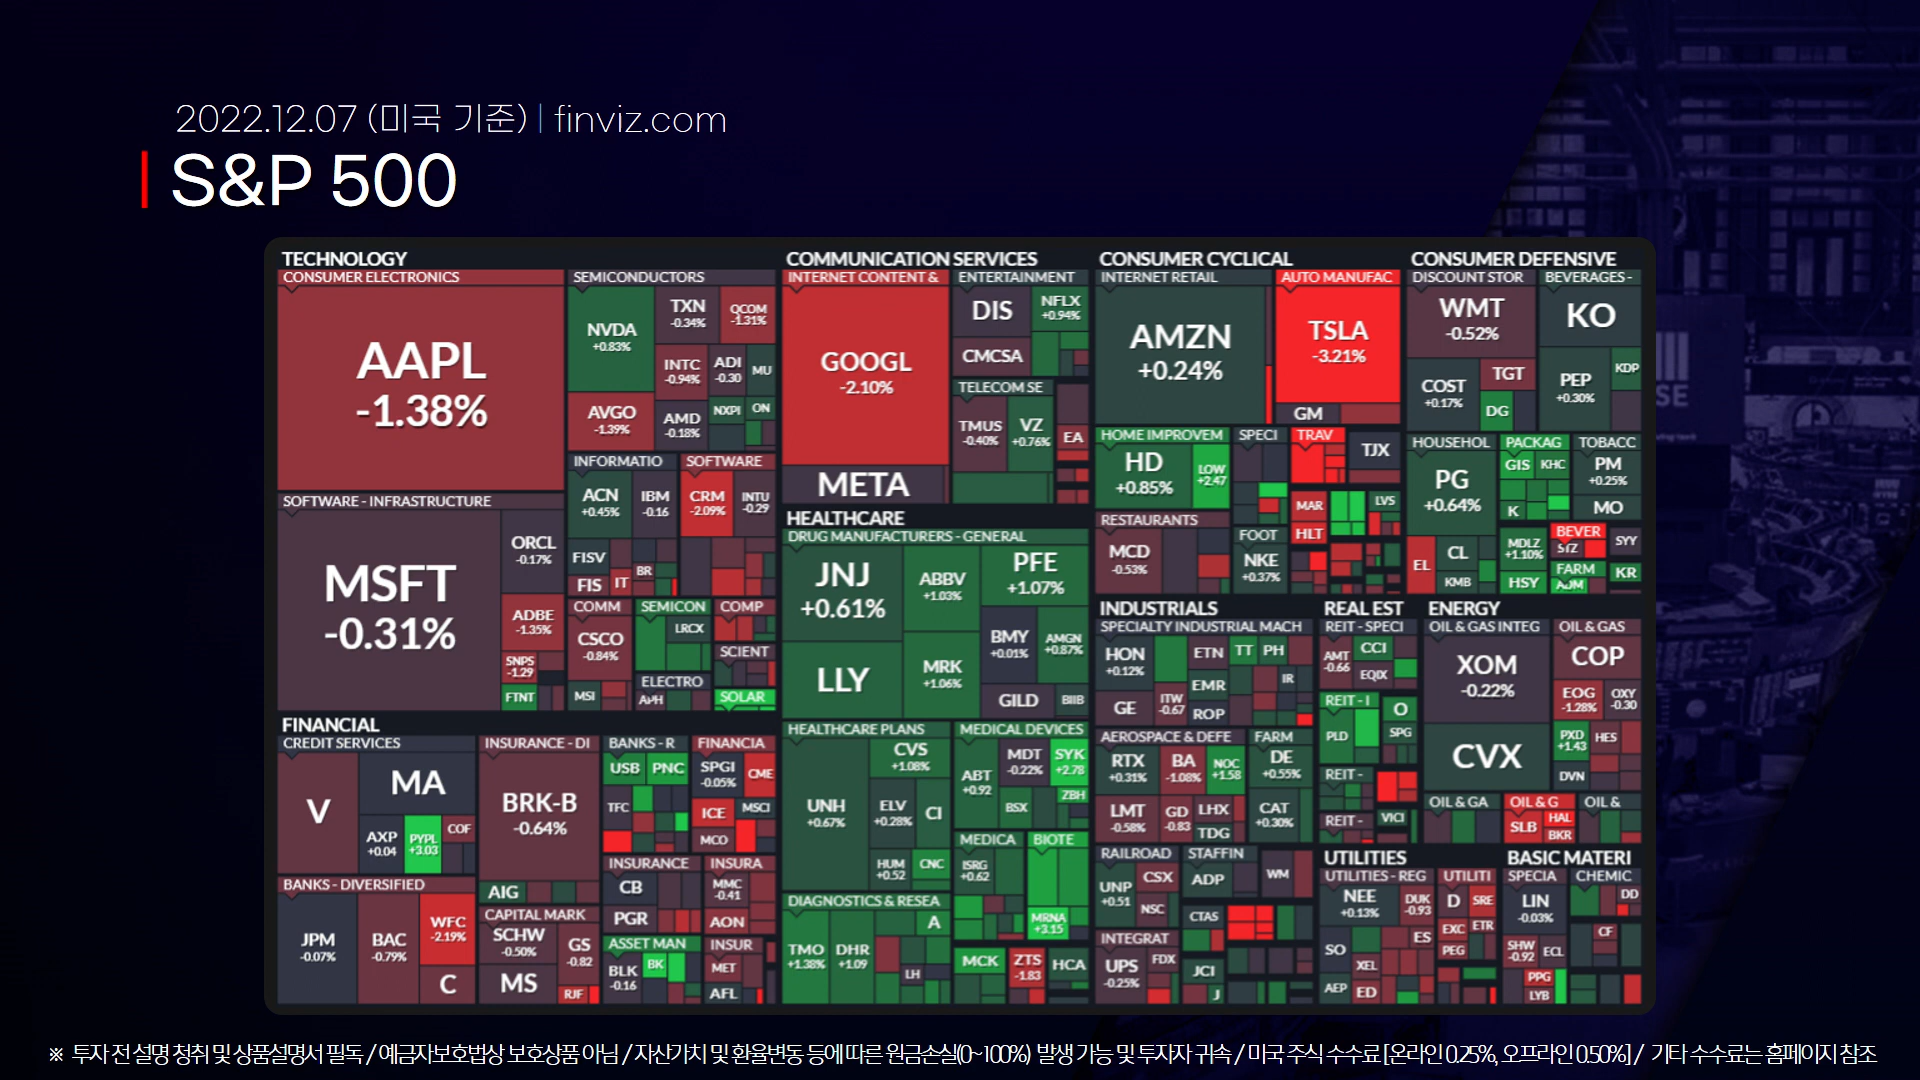 2022.12.07 (미국 기준) | finviz.com
S&P 500
TECHNOLOGY
CONSUMER ELECTRONICS
AAPL
-1.38%
SEMICONDUCTORS
NVDA
+0.83%
TXN
-0.34%
QCOM
-1.31%
INTC
-0.94%
ADI
-0.30
MU
AVGO
-1.39%
AMD
-0.18%
NXPI
ON
SOFTWARE - INFRASTRUCTURE
MSFT
-0.31%
ORCL
-0.17%
ADBE
-1.35%
SNPS
-1.29
FTNT
INFORMATIO
ACN
+0.45%
IBM
-0.16
FISV
FIS
IT
BR
SOFTWARE
CRM
-2.09%
INTU
-0.29
COMM
CSCO
-0.84%
MSI
SEMICON
LRCX
COMP
SCIENT
ELECTRO
APH
SOLAR
COMMUNICATION SERVICES
INTERNET CONTENT &
GOOGL
-2.10%
META
ENTERTAINMENT
DIS
NFLX
+0.94%
CMCSA
TELECOM SE
TMUS
-0.40%
VZ
+0.76%
EA
CONSUMER CYCLICAL
INTERNET RETAIL
AMZN
+0.24%
AUTO MANUFAC
TSLA
-3.21%
GM
HOME IMPROVEM
HD
+0.85%
LOW
+2.47
SPECI
TRAV
TJX
MAR
LVS
HLT
RESTAURANTS
MCD
-0.53%
FOOT
NKE
+0.37%
CONSUMER DEFENSIVE
DISCOUNT STOR
WMT
-0.52%
COST
+0.17%
TGT
DG
BEVERAGES -
KO
PEP
+0.30%
KDP
HOUSEHOL
PG
+0.64%
EL
CL
KMB
PACKAG
GIS
KHC
K
TOBACC
PM
+0.25%
MO
MDLZ
+1.10%
HSY
BEVER
STZ
SYY
FARM
ADM
KR
HEALTHCARE
DRUG MANUFACTURERS - GENERAL
JNJ
+0.61%
ABBV
+1.03%
PFE
+1.07%
LLY
MRK
+1.06%
BMY
+0.01%
AMGN
+0.87%
GILD
BIIB
HEALTHCARE PLANS
UNH
+0.67%
CVS
+1.08%
ELV
+0.28%
CI
HUM
+0.52
CNC
MEDICAL DEVICES
ABT
+0.92
MDT
-0.22%
SYK
+2.78
BSX
ZBH
MEDICA
ISRG
+0.62
BIOTE
MRNA
+3.15
DIAGNOSTICS & RESEA
TMO
+1.38%
DHR
+1.09
A
LH
MCK
ZTS
-1.83
HCA
FINANCIAL
CREDIT SERVICES
V
MA
AXP
+0.04
PYPL
+3.03
COF
INSURANCE - DI
BRK-B
-0.64%
AIG
BANKS - R
USB
PNC
TFC
FINANCIA
SPGI
-0.05%
CME
ICE
MSCI
MCO
BANKS - DIVERSIFIED
JPM
-0.07%
BAC
-0.79%
WFC
-2.19%
C
CAPITAL MARK
SCHW
-0.50%
GS
-0.82
MS
RJF
INSURANCE
CB
PGR
INSURA
MMC
-0.41
AON
ASSET MAN
BLK
-0.16
BK
INSUR
MET
AFL
INDUSTRIALS
SPECIALTY INDUSTRIAL MACH
HON
+0.12%
ETN
TT
PH
GE
ITW
-0.67
EMR
ROP
IR
AEROSPACE & DEFE
RTX
+0.31%
BA
-1.08%
NOC
+1.58
LMT
-0.58%
GD
-0.83
LHX
TDG
FARM
DE
+0.55%
CAT
+0.30%
RAILROAD
UNP
+0.51
CSX
NSC
STAFFIN
ADP
WM
CTAS
INTEGRAT
UPS
-0.25%
FDX
JCI
J
REAL EST
REIT - SPECI
AMT
-0.66
CCI
EQIX
REIT - I
PLD
O
SPG
REIT -
REIT -
VICI
ENERGY
OIL & GAS INTEG
XOM
-0.22%
CVX
OIL & GAS
COP
EOG
-1.28%
OXY
-0.30
PXD
+1.43
HES
DVN
OIL & GA
OIL & G
SLB
HAL
BKR
OIL &
UTILITIES
UTILITIES - REG
NEE
+0.13%
DUK
-0.93
SO
ES
XEL
AEP
ED
UTILITI
D
SRE
EXC
ETR
PEG
BASIC MATERI
SPECIA
LIN
-0.03%
SHW
-0.92
ECL
PPG
LYB
CHEMIC
DD
CF
※ 투자 전 설명 청취 및 상품설명서 필독 / 예금자보호법상 보호상품 아님 / 자산가치 및 환율변동 등에 따른 원금손실(0~100%) 발생 가능 및 투자자 귀속 / 미국 주식 수수료 [온라인 0.25%, 오프라인 0.50%] / 기타 수수료는 홈페이지 참조